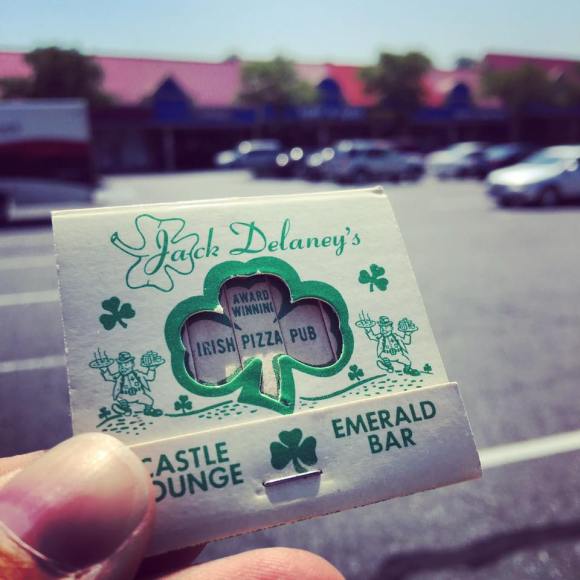 Jack Delaney's
AWARD
WINNING
IRISH PIZZA PUB
CASTLE
LOUNGE
EMERALD
BAR